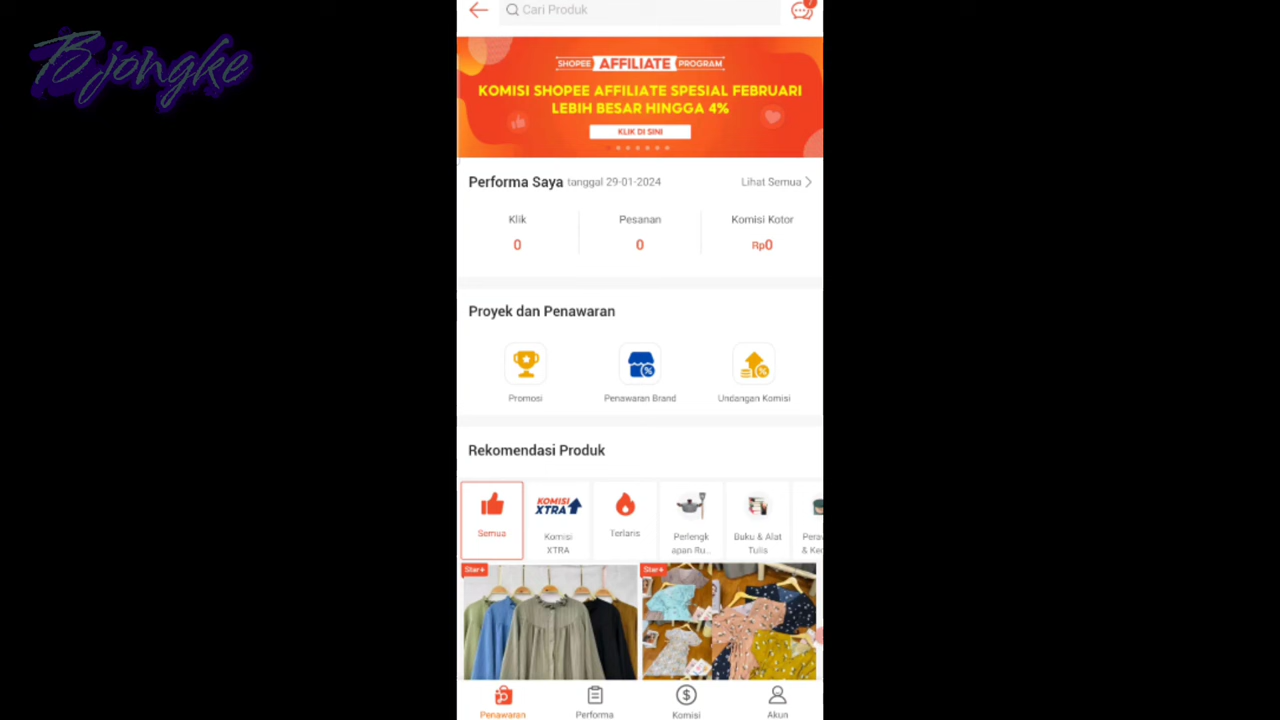 Bjongke
Cari Produk
7
SHOPEE AFFILIATE PROGRAM
KOMISI SHOPEE AFFILIATE SPESIAL FEBRUARI
LEBIH BESAR HINGGA 4%
KLIK DI SINI
Performa Saya tanggal 29-01-2024
Lihat Semua
Klik
Pesanan
Komisi Kotor
0
0
Rp0
Proyek dan Penawaran
Promosi
Penawaran Brand
Undangan Komisi
Rekomendasi Produk
KOMISI
XTRA
Semua
Komisi
XTRA
Terlaris
Perlengk
apan Ru...
Buku & Alat
Tulis
Pera
& Ke
Star+
Star+
Penawaran
Performa
Komisi
Akun